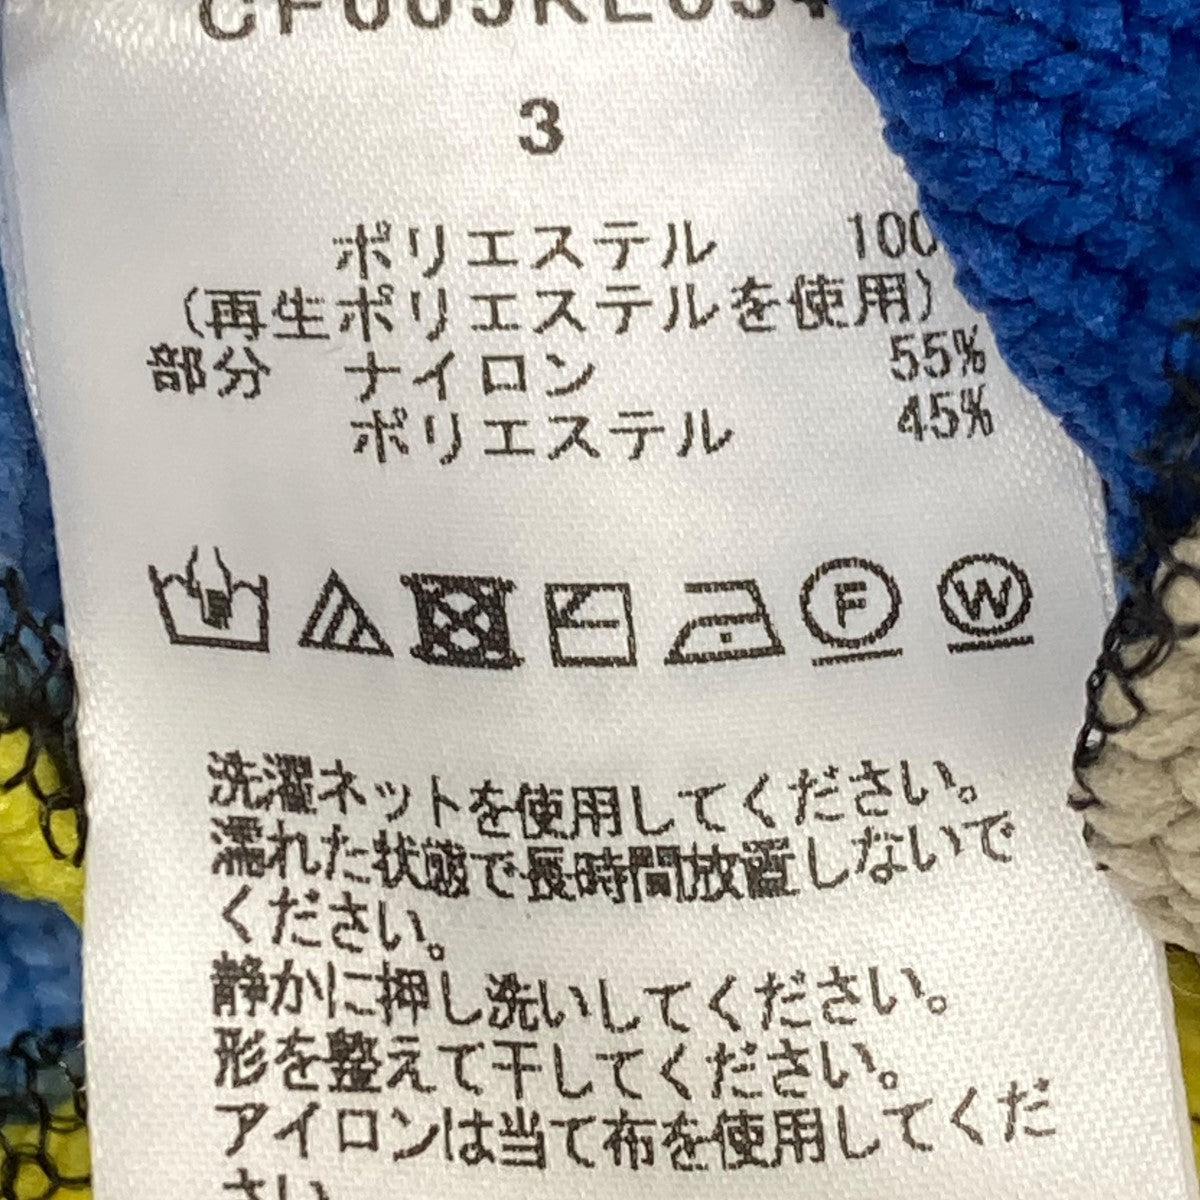 3
ポリエステル 100
(再生ポリエステルを使用)
部分 ナイロン 55%
ポリエステル 45%
F W
洗濯ネットを使用してください。
濡れた状態で長時間放置しないで
ください。
静かに押し洗いしてください。
形を整えて干してください。
アイロンは当て布を使用してくだ
さい